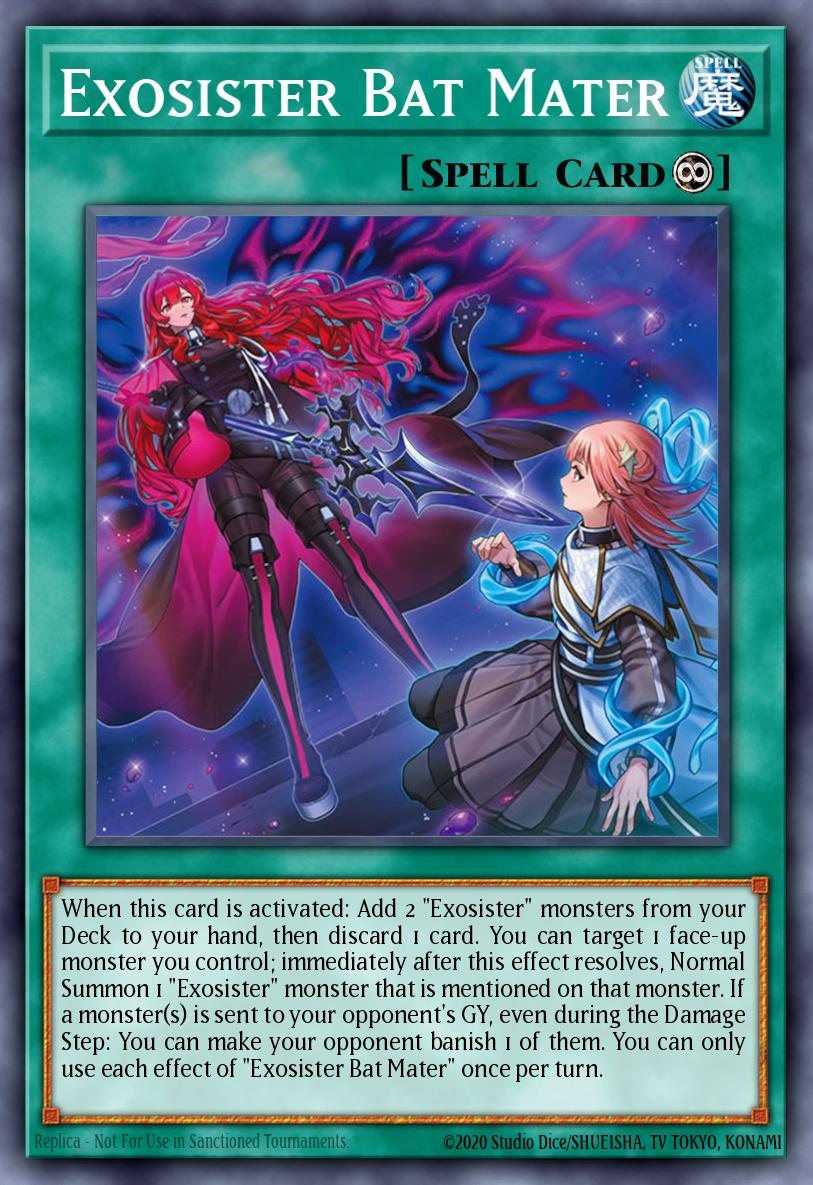 Exosister Bat Mater
SPELL
魔
[Spell Card]
When this card is activated: Add 2 "Exosister" monsters from your
Deck to your hand, then discard 1 card. You can target 1 face-up
monster you control; immediately after this effect resolves, Normal
Summon 1 "Exosister" monster that is mentioned on that monster. If
a monster(s) is sent to your opponent's GY, even during the Damage
Step: You can make your opponent banish 1 of them. You can only
use each effect of "Exosister Bat Mater" once per turn.
Replica - Not For Use in Sanctioned Tournaments.
©2020 Studio Dice/SHUEISHA, TV TOKYO, KONAMI